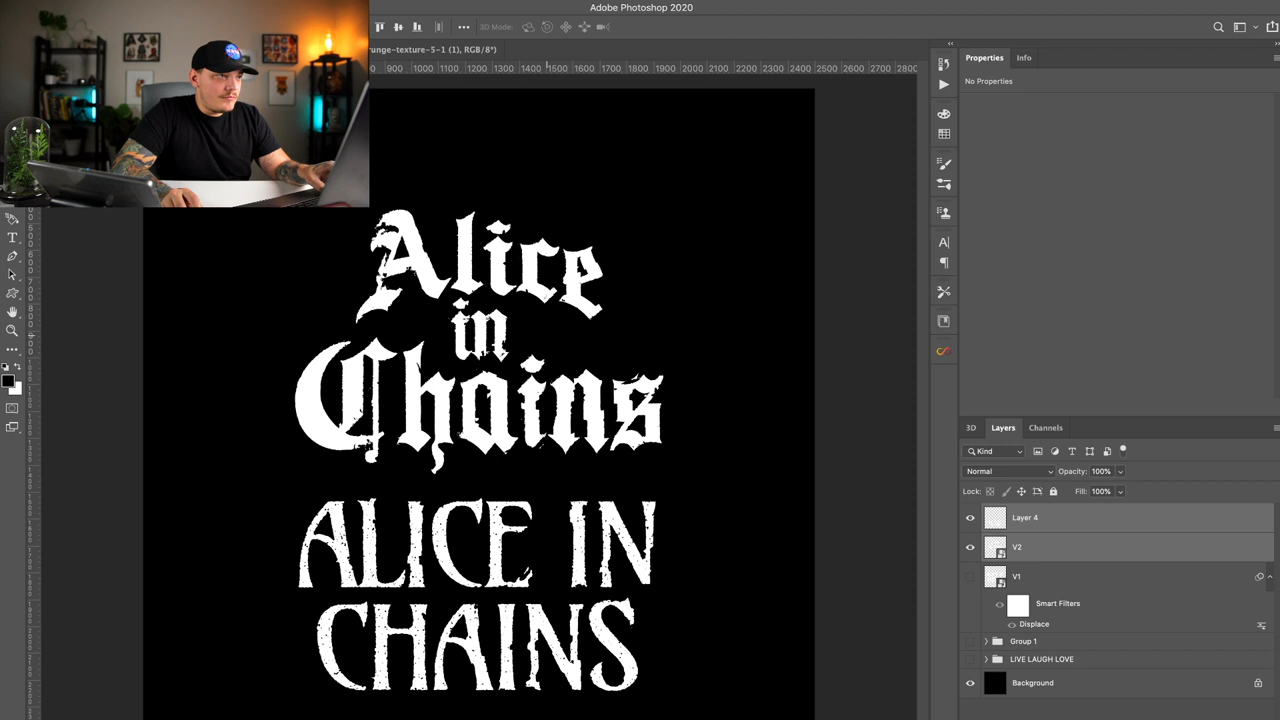 Adobe Photoshop 2020
3D Mode:
runge-texture-5-1 (1), RGB/8*)
900 1000 1100 1200 1300 1400 1500 1600 1700 1800 1900 2000 2100 2200 2300 2400 2500 2600 2700 2800
Properties Info
No Properties
NASA
Alice
in
Chains
ALICE IN
CHAINS
3D Layers Channels
Kind
Normal Opacity: 100%
Lock: Fill: 100%
Layer 4
V2
V1
Smart Filters
Displace
Group 1
LIVE LAUGH LOVE
Background